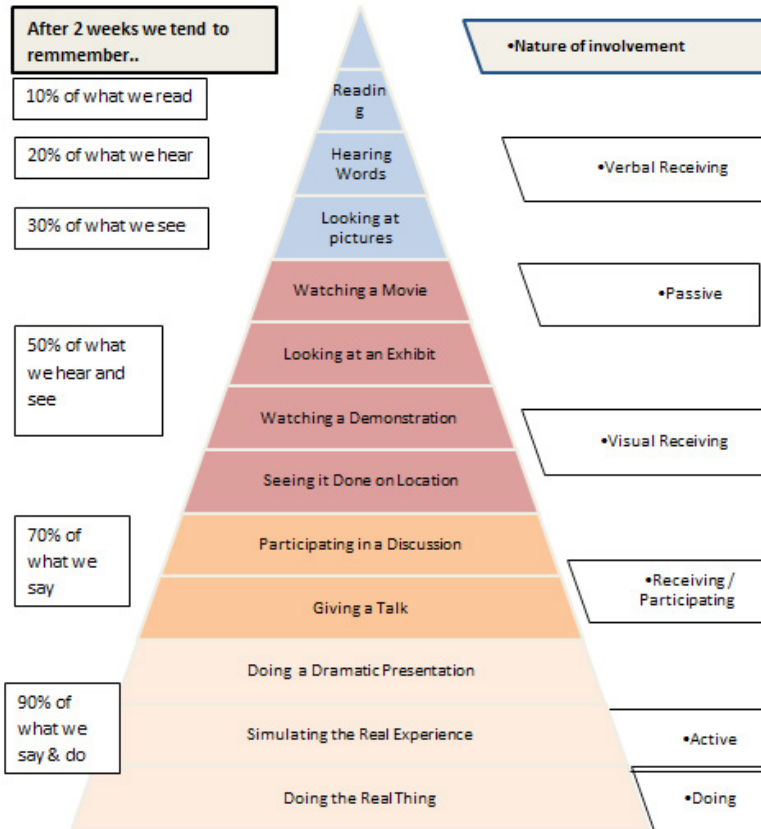 After 2 weeks we tend to
remmember..
•Nature of involvement
10% of what we read
Readin
g
20% of what we hear
Hearing
Words
•Verbal Receiving
30% of what we see
Looking at
pictures
Watching a Movie
•Passive
50% of what
we hear and
see
Looking at an Exhibit
Watching a Demonstration
•Visual Receiving
Seeing it Done on Location
70% of
what we
say
Participating in a Discussion
Giving a Talk
•Receiving /
Participating
Doing a Dramatic Presentation
90% of
what we
say & do
Simulating the Real Experience
•Active
Doing the Real Thing
•Doing